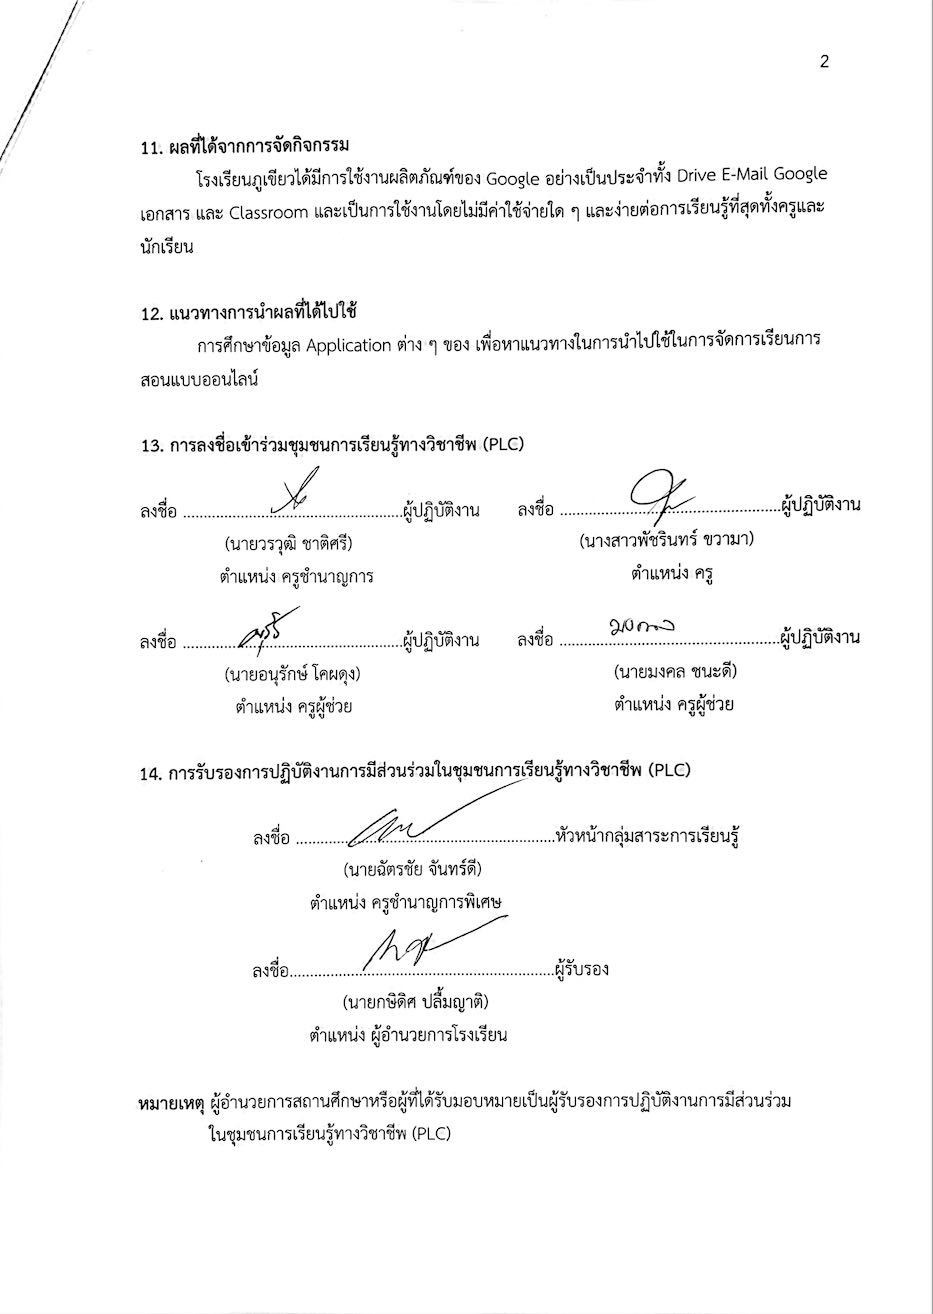 2
11. ผลที่ได้จากการจัดกิจกรรม
โรงเรียนภูเขียวได้มีการใช้งานผลิตภัณฑ์ของ Google อย่างเป็นประจำทั้ง Drive E-Mail Google
เอกสาร และ Classroom และเป็นการใช้งานโดยไม่มีค่าใช้จ่ายใด ๆ และง่ายต่อการเรียนรู้ที่สุดทั้งครูและ
นักเรียน
12. แนวทางการนำผลที่ได้ไปใช้
การศึกษาข้อมูล Application ต่าง ๆ ของ เพื่อหาแนวทางในการนำไปใช้ในการจัดการเรียนการ
สอนแบบออนไลน์
13. การลงชื่อเข้าร่วมชุมชนการเรียนรู้ทางวิชาชีพ (PLC)
ลงชื่อ ..........................................ผู้ปฏิบัติงาน ลงชื่อ ..........................................ผู้ปฏิบัติงาน
(นายวรวุฒิ ชาติศรี) (นางสาวพัชรินทร์ ขวามา)
ตำแหน่ง ครูชำนาญการ ตำแหน่ง ครู
ลงชื่อ ..........................................ผู้ปฏิบัติงาน ลงชื่อ ..........................................ผู้ปฏิบัติงาน
(นายอนุรักษ์ โคผดุง) (นายมงคล ชนะดี)
ตำแหน่ง ครูผู้ช่วย ตำแหน่ง ครูผู้ช่วย
14. การรับรองการปฏิบัติงานการมีส่วนร่วมในชุมชนการเรียนรู้ทางวิชาชีพ (PLC)
ลงชื่อ ..................................................หัวหน้ากลุ่มสาระการเรียนรู้
(นายฉัตรชัย จันทร์ดี)
ตำแหน่ง ครูชำนาญการพิเศษ
ลงชื่อ...................................................ผู้รับรอง
(นายกษิดิศ ปลื้มญาติ)
ตำแหน่ง ผู้อำนวยการโรงเรียน
หมายเหตุ ผู้อำนวยการสถานศึกษาหรือผู้ที่ได้รับมอบหมายเป็นผู้รับรองการปฏิบัติงานการมีส่วนร่วม
ในชุมชนการเรียนรู้ทางวิชาชีพ (PLC)